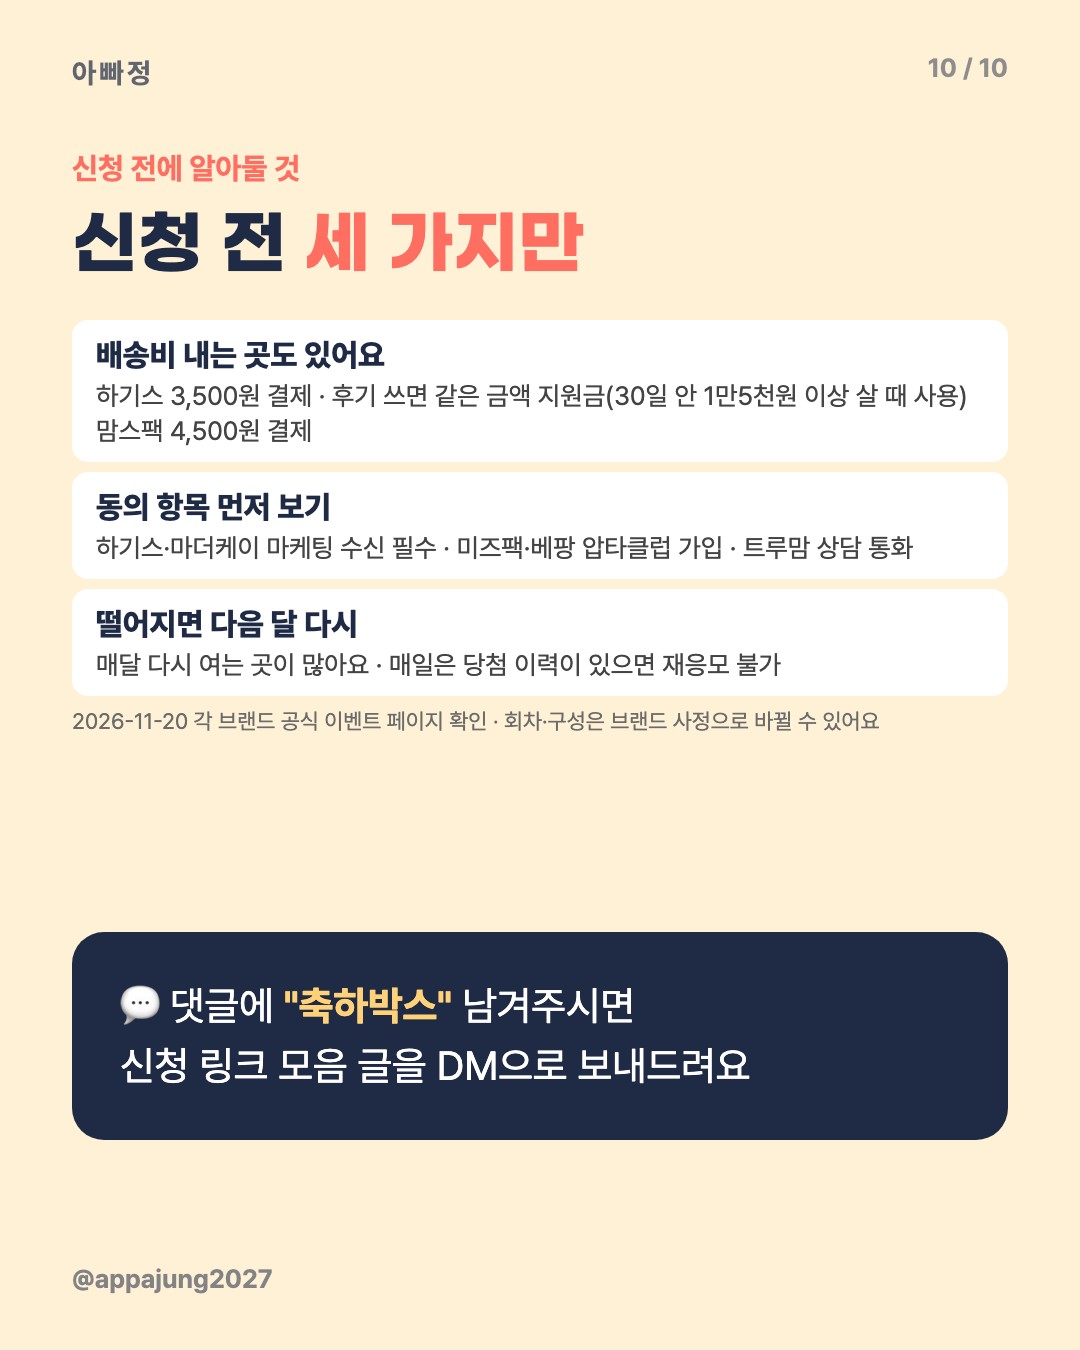 아빠정
10 / 10
신청 전에 알아둘 것
신청 전 세 가지만
배송비 내는 곳도 있어요
하기스 3,500원 결제 · 후기 쓰면 같은 금액 지원금(30일 안 1만5천원 이상 살 때 사용)
맘스팩 4,500원 결제
동의 항목 먼저 보기
하기스·마더케이 마케팅 수신 필수 · 미즈팩·베팡 압타클럽 가입 · 트루맘 상담 통화
떨어지면 다음 달 다시
매달 다시 여는 곳이 많아요 · 매일은 당첨 이력이 있으면 재응모 불가
2026-11-20 각 브랜드 공식 이벤트 페이지 확인 · 회차·구성은 브랜드 사정으로 바뀔 수 있어요
💬 댓글에 "축하박스" 남겨주시면
신청 링크 모음 글을 DM으로 보내드려요
@appajung2027